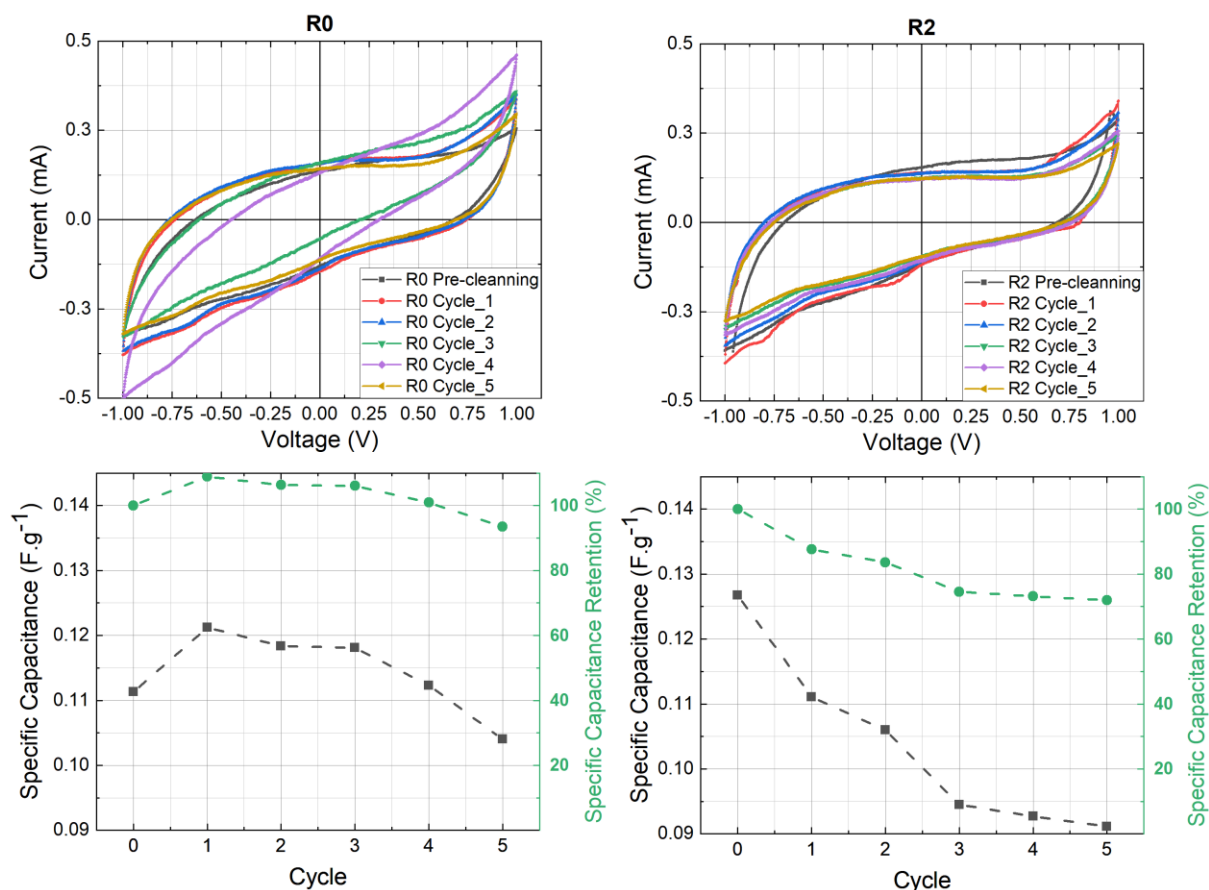 R0
0.5
0.3
0.0
-0.3
-0.5
Current (mA)
-1.00 -0.75 -0.50 -0.25 0.00 0.25 0.50 0.75 1.00
Voltage (V)
R0 Pre-cleanning
R0 Cycle_1
R0 Cycle_2
R0 Cycle_3
R0 Cycle_4
R0 Cycle_5
R2
0.5
0.3
0.0
-0.3
-0.5
Current (mA)
-1.00 -0.75 -0.50 -0.25 0.00 0.25 0.50 0.75 1.00
Voltage (V)
R2 Pre-cleanning
R2 Cycle_1
R2 Cycle_2
R2 Cycle_3
R2 Cycle_4
R2 Cycle_5
0.14
0.13
0.12
0.11
0.10
0.09
Specific Capacitance (F.g⁻¹)
0 1 2 3 4 5
Cycle
100
80
60
40
20
Specific Capacitance Retention (%)
0.14
0.13
0.12
0.11
0.10
0.09
Specific Capacitance (F.g⁻¹)
0 1 2 3 4 5
Cycle
100
80
60
40
20
Specific Capacitance Retention (%)